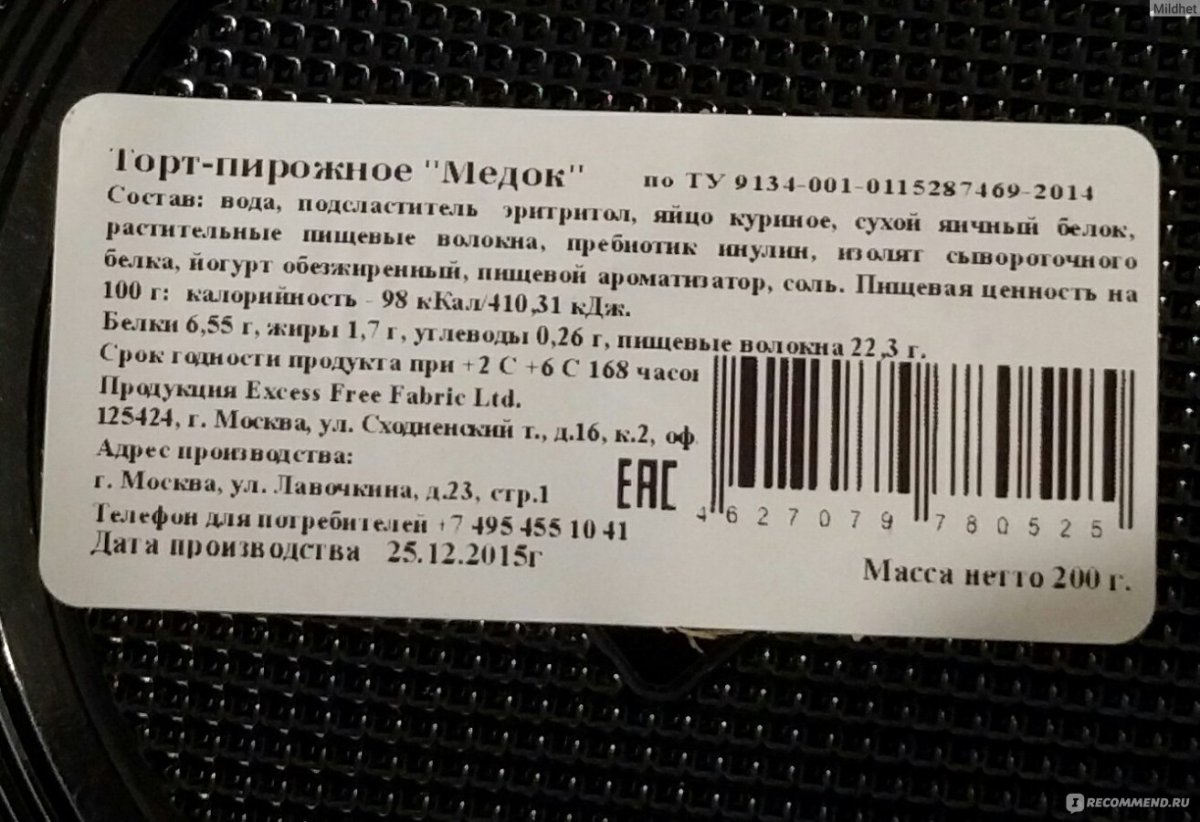 Mildhet
Торт-пирожное "Медок" по ТУ 9134-001-0115287469-2014
Состав: вода, подсластитель эритритол, яйцо куриное, сухой яичный белок,
растительные пищевые волокна, пребиотик инулин, изолят сывороточного
белка, йогурт обезжиренный, пищевой ароматизатор, соль. Пищевая ценность на
100 г: калорийность - 98 кКал/410,31 кДж.
Белки 6,55 г, жиры 1,7 г, углеводы 0,26 г, пищевые волокна 22,3 г.
Срок годности продукта при +2 С +6 С 168 часов
Продукция Excess Free Fabric Ltd.
125424, г. Москва, ул. Сходненский т., д.16, к.2, оф
Адрес производства:
г. Москва, ул. Лавочкина, д.23, стр.1
Телефон для потребителей +7 495 455 10 41
Дата производства 25.12.2015г
EAC
4 627079 780525
Масса нетто 200 г.
I RECOMMEND.RU